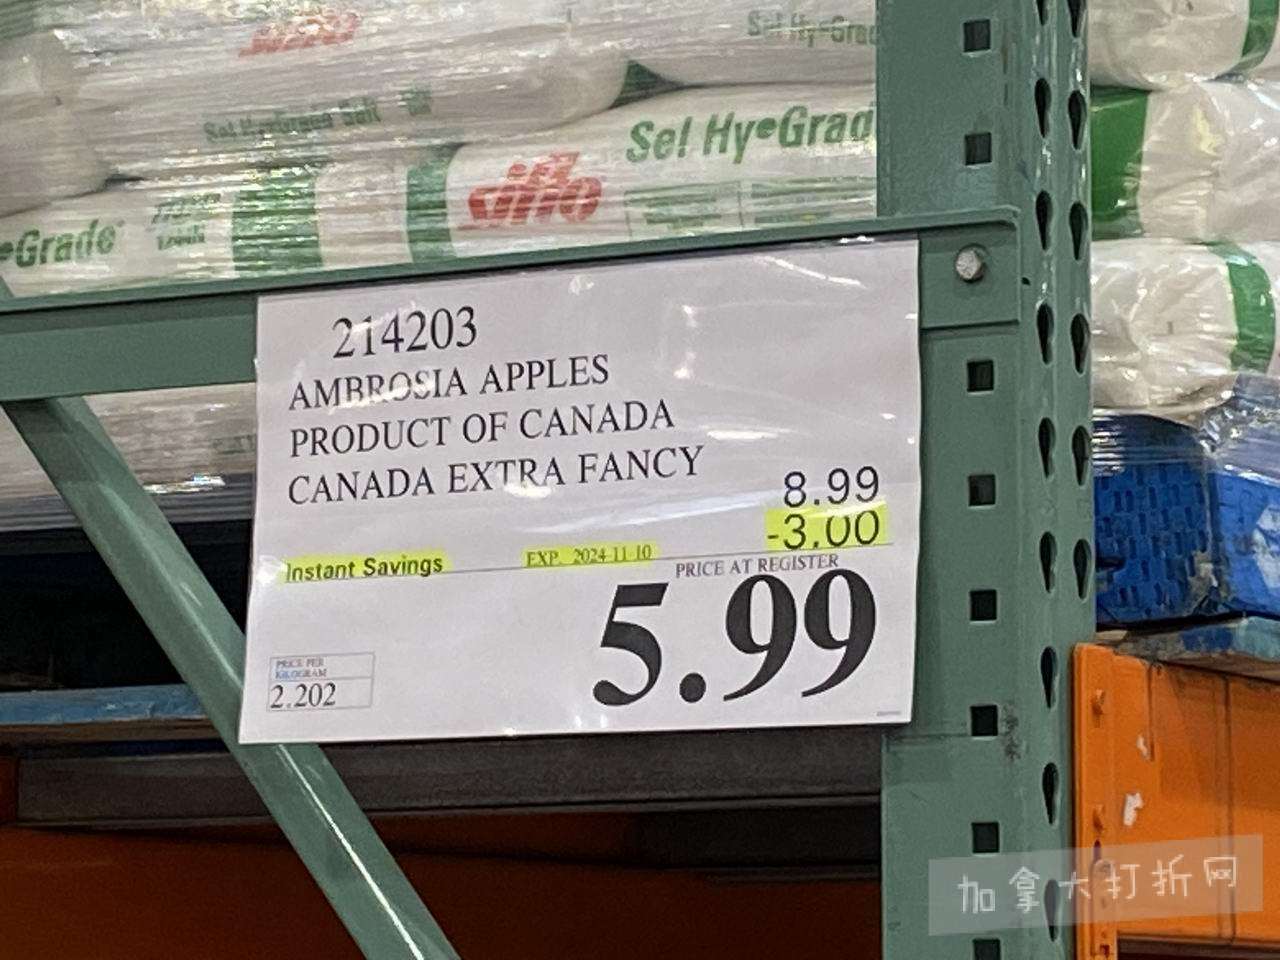 Sel Hy-Grade
sifto
Sel Hy•Grade
eGrade
214203
AMBROSIA APPLES
PRODUCT OF CANADA
CANADA EXTRA FANCY
8.99
-3.00
Instant Savings EXP. 2024-11-10
PRICE AT REGISTER
5.99
PRICE PER
KILOGRAM
2.202
加拿大打折网